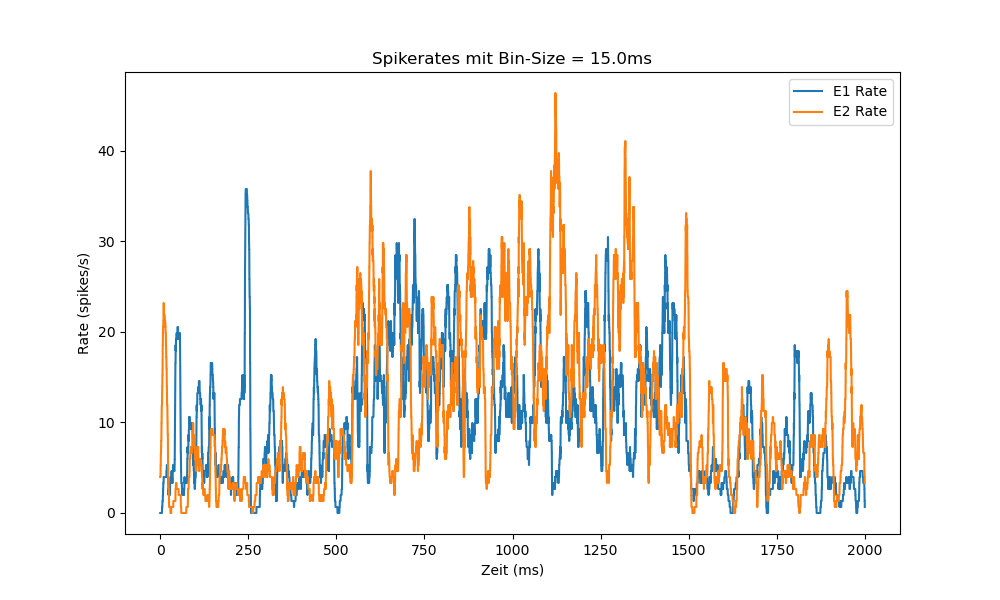 Spikerates mit Bin-Size = 15.0ms
E1 Rate
E2 Rate
Rate (spikes/s)
40
30
20
10
0
0 250 500 750 1000 1250 1500 1750 2000
Zeit (ms)